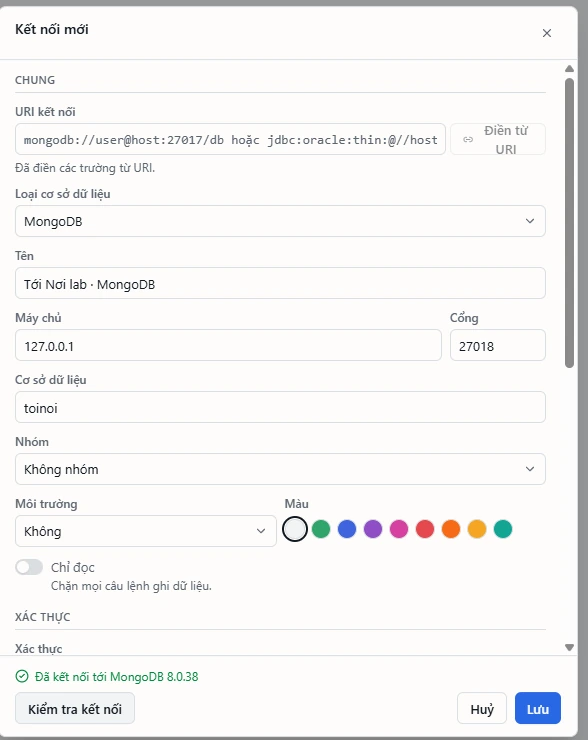 Kết nối mới
CHUNG
URI kết nối
mongodb://user@host:27017/db hoặc jdbc:oracle:thin:@//host
Điền từ
URI
Đã điền các trường từ URI.
Loại cơ sở dữ liệu
MongoDB
Tên
Tới Nơi lab · MongoDB
Máy chủ
Cổng
127.0.0.1
27018
Cơ sở dữ liệu
toinoi
Nhóm
Không nhóm
Môi trường
Màu
Không
Chỉ đọc
Chặn mọi câu lệnh ghi dữ liệu.
XÁC THỰC
Xác thực
Đã kết nối tới MongoDB 8.0.38
Kiểm tra kết nối
Huỷ
Lưu